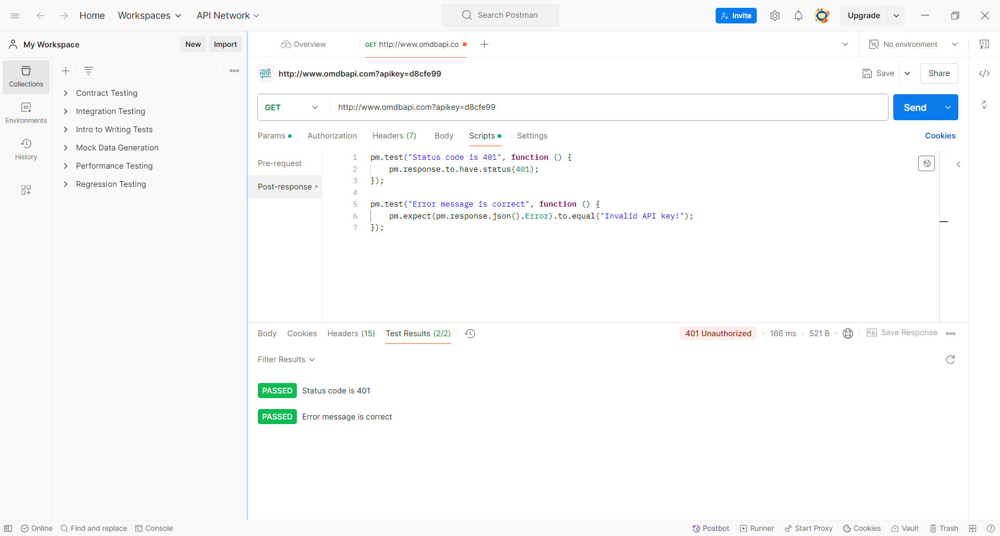 Home Workspaces API Network Search Postman Invite Upgrade
My Workspace New Import Overview GET http://www.omdbapi.co No environment
Collections
Environments
History
Contract Testing
Integration Testing
Intro to Writing Tests
Mock Data Generation
Performance Testing
Regression Testing
HTTP http://www.omdbapi.com?apikey=d8cfe99 Save Share
GET http://www.omdbapi.com?apikey=d8cfe99 Send
Params Authorization Headers (7) Body Scripts Settings Cookies
Pre-request
Post-response
1 pm.test("Status code is 401", function () {
2 pm.response.to.have.status(401);
3 });
4
5 pm.test("Error message is correct", function () {
6 pm.expect(pm.response.json().Error).to.equal("Invalid API key!");
7 });
Body Cookies Headers (15) Test Results (2/2) 401 Unauthorized 166 ms 521 B e.g. Save Response
Filter Results
PASSED Status code is 401
PASSED Error message is correct
Online Find and replace Console Postbot Runner Start Proxy Cookies Vault Trash